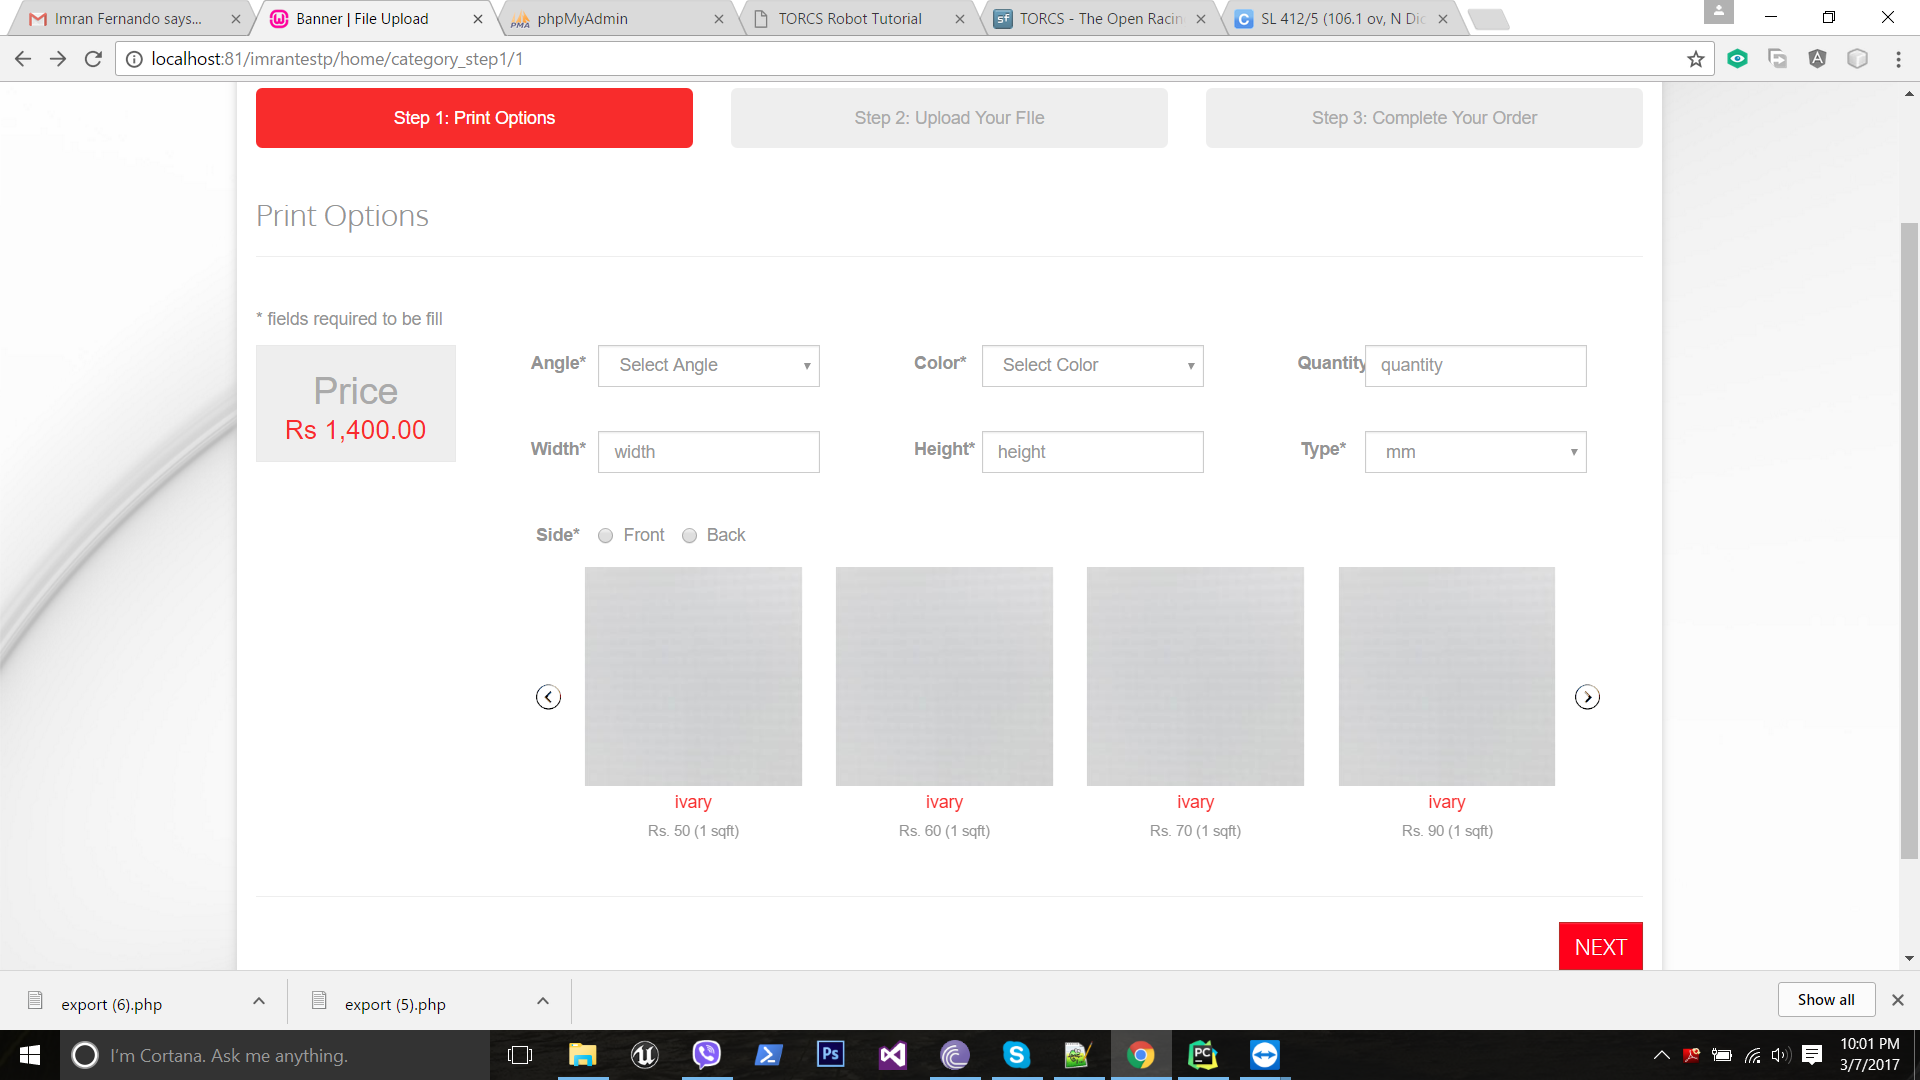 Imran Fernando says...
Banner | File Upload
phpMyAdmin
TORCS Robot Tutorial
TORCS - The Open Racin
SL 412/5 (106.1 ov, N Dic
localhost:81/imrantestp/home/category_step1/1
Step 1: Print Options
Step 2: Upload Your FIle
Step 3: Complete Your Order
Print Options
* fields required to be fill
Price
Rs 1,400.00
Angle* Select Angle
Color* Select Color
Quantity quantity
Width* width
Height* height
Type* mm
Side* Front Back
ivary
Rs. 50 (1 sqft)
ivary
Rs. 60 (1 sqft)
ivary
Rs. 70 (1 sqft)
ivary
Rs. 90 (1 sqft)
NEXT
export (6).php
export (5).php
Show all
I'm Cortana. Ask me anything.
10:01 PM
3/7/2017